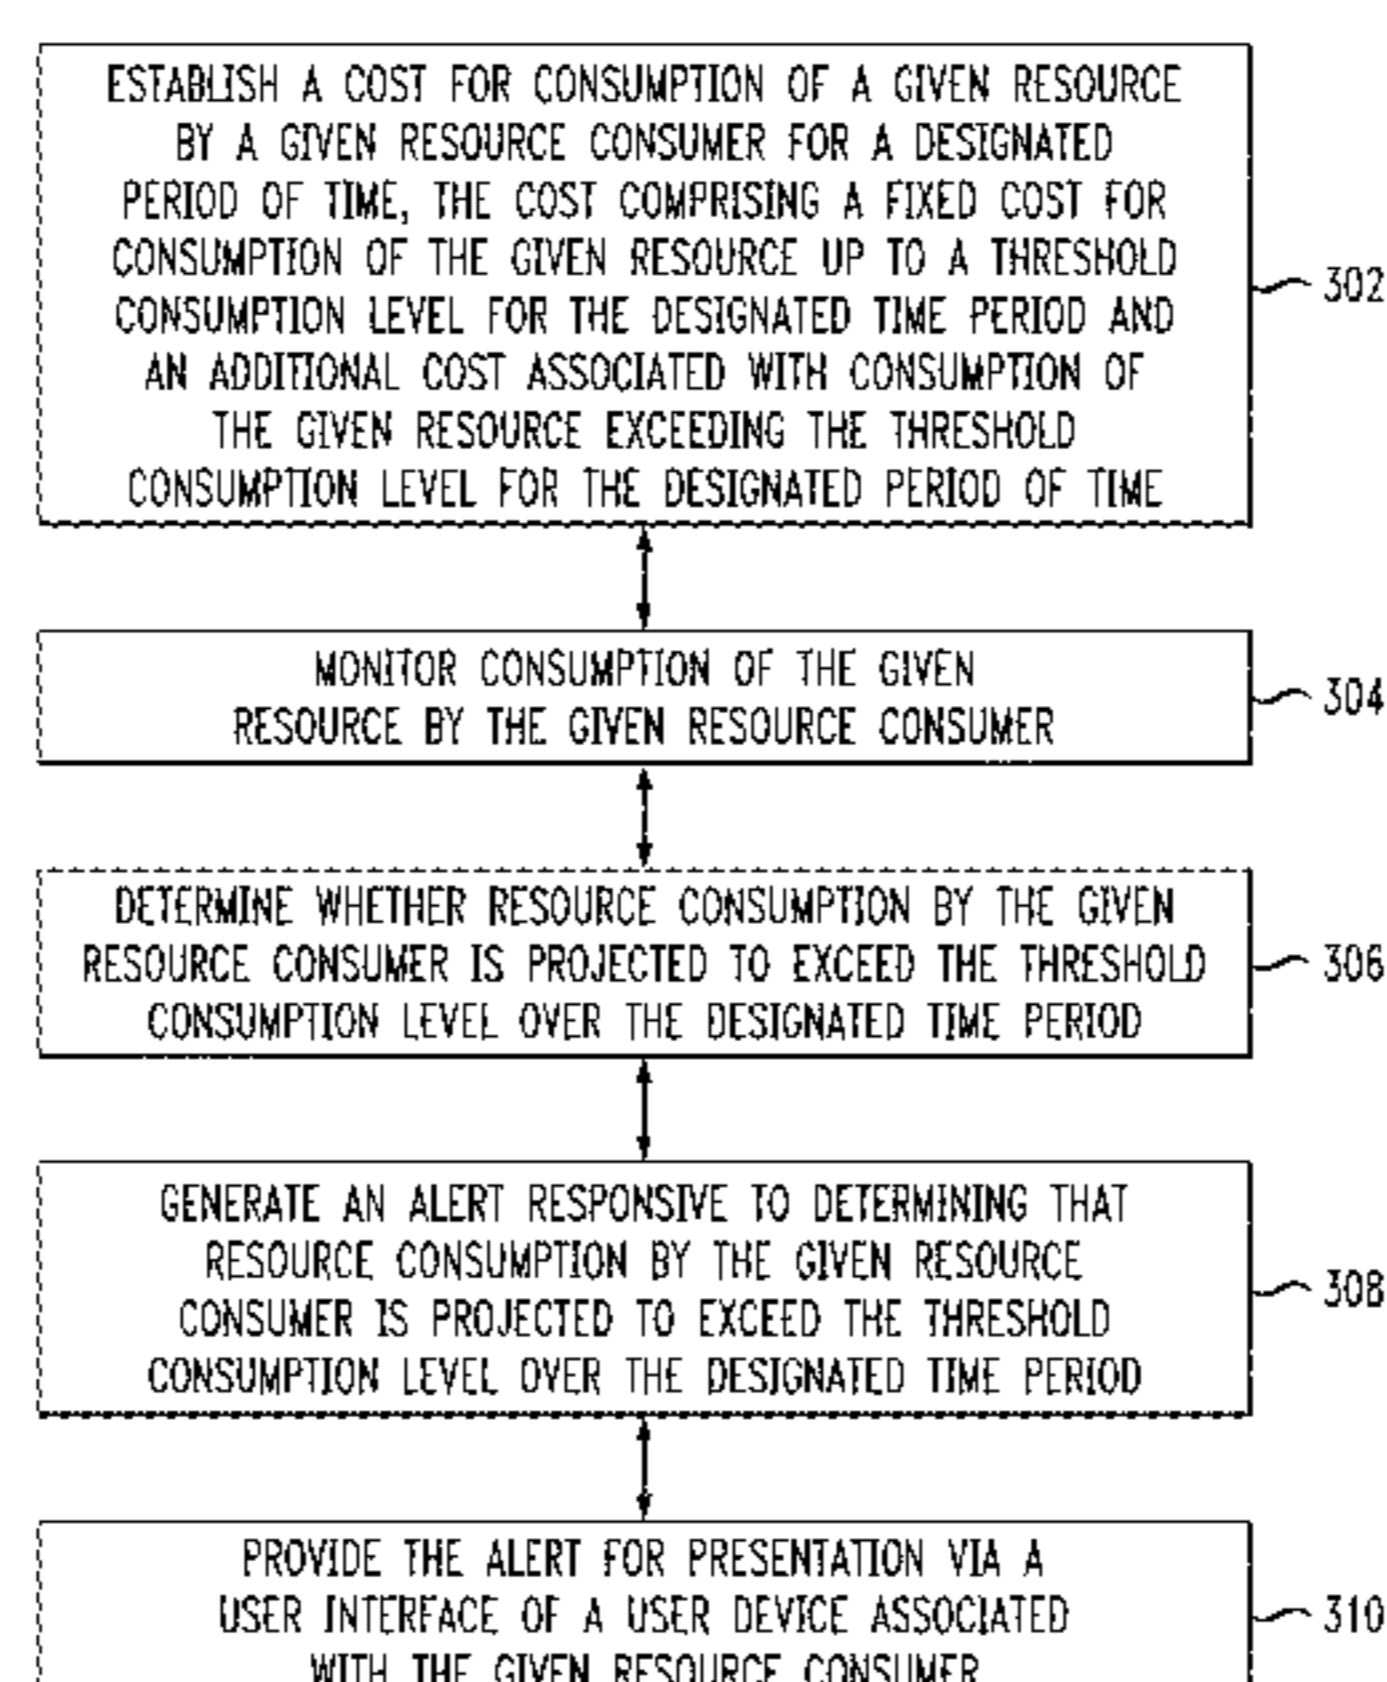 ESTABLISH A COST FOR CONSUMPTION OF A GIVEN RESOURCE
BY A GIVEN RESOURCE CONSUMER FOR A DESIGNATED
PERIOD OF TIME, THE COST COMPRISING A FIXED COST FOR
CONSUMPTION OF THE GIVEN RESOURCE UP TO A THRESHOLD
CONSUMPTION LEVEL FOR THE DESIGNATED TIME PERIOD AND
AN ADDITIONAL COST ASSOCIATED WITH CONSUMPTION OF
THE GIVEN RESOURCE EXCEEDING THE THRESHOLD
CONSUMPTION LEVEL FOR THE DESIGNATED PERIOD OF TIME
302
MONITOR CONSUMPTION OF THE GIVEN
RESOURCE BY THE GIVEN RESOURCE CONSUMER
304
DETERMINE WHETHER RESOURCE CONSUMPTION BY THE GIVEN
RESOURCE CONSUMER IS PROJECTED TO EXCEED THE THRESHOLD
CONSUMPTION LEVEL OVER THE DESIGNATED TIME PERIOD
306
GENERATE AN ALERT RESPONSIVE TO DETERMINING THAT
RESOURCE CONSUMPTION BY THE GIVEN RESOURCE
CONSUMER IS PROJECTED TO EXCEED THE THRESHOLD
CONSUMPTION LEVEL OVER THE DESIGNATED TIME PERIOD
308
PROVIDE THE ALERT FOR PRESENTATION VIA A
USER INTERFACE OF A USER DEVICE ASSOCIATED
WITH THE GIVEN RESOURCE CONSUMER
310